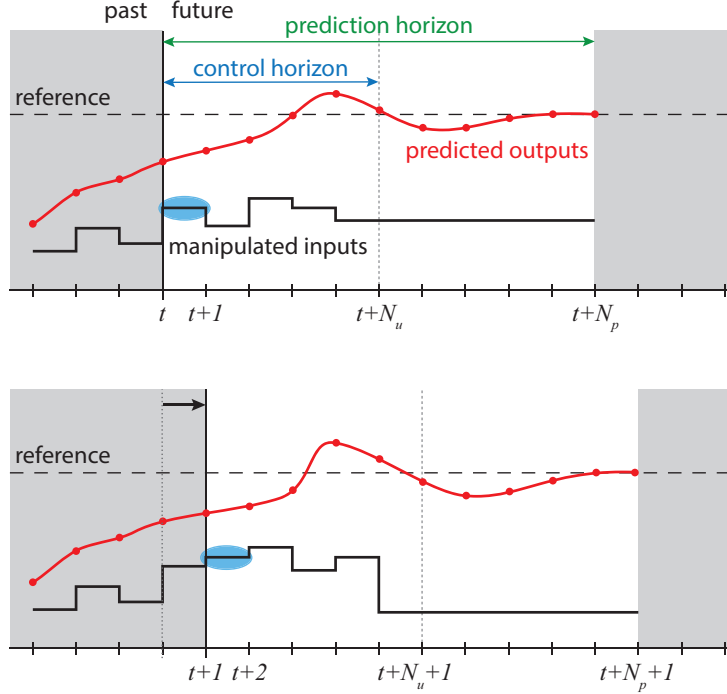 past future
prediction horizon
control horizon
reference
predicted outputs
manipulated inputs
t t+1 t+N_u t+N_p
reference
t+1 t+2 t+N_u+1 t+N_p+1